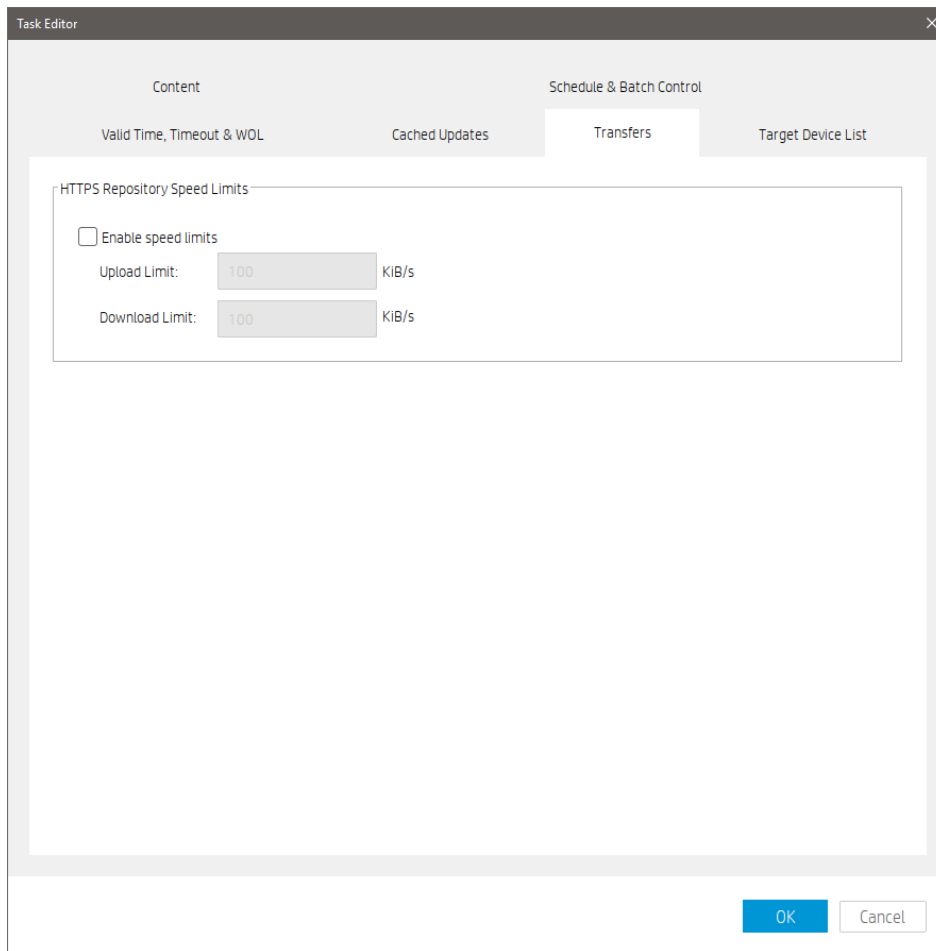 Task Editor
Content Schedule & Batch Control
Valid Time, Timeout & WOL Cached Updates Transfers Target Device List
HTTPS Repository Speed Limits
Enable speed limits
Upload Limit: 100 KiB/s
Download Limit: 100 KiB/s
OK Cancel